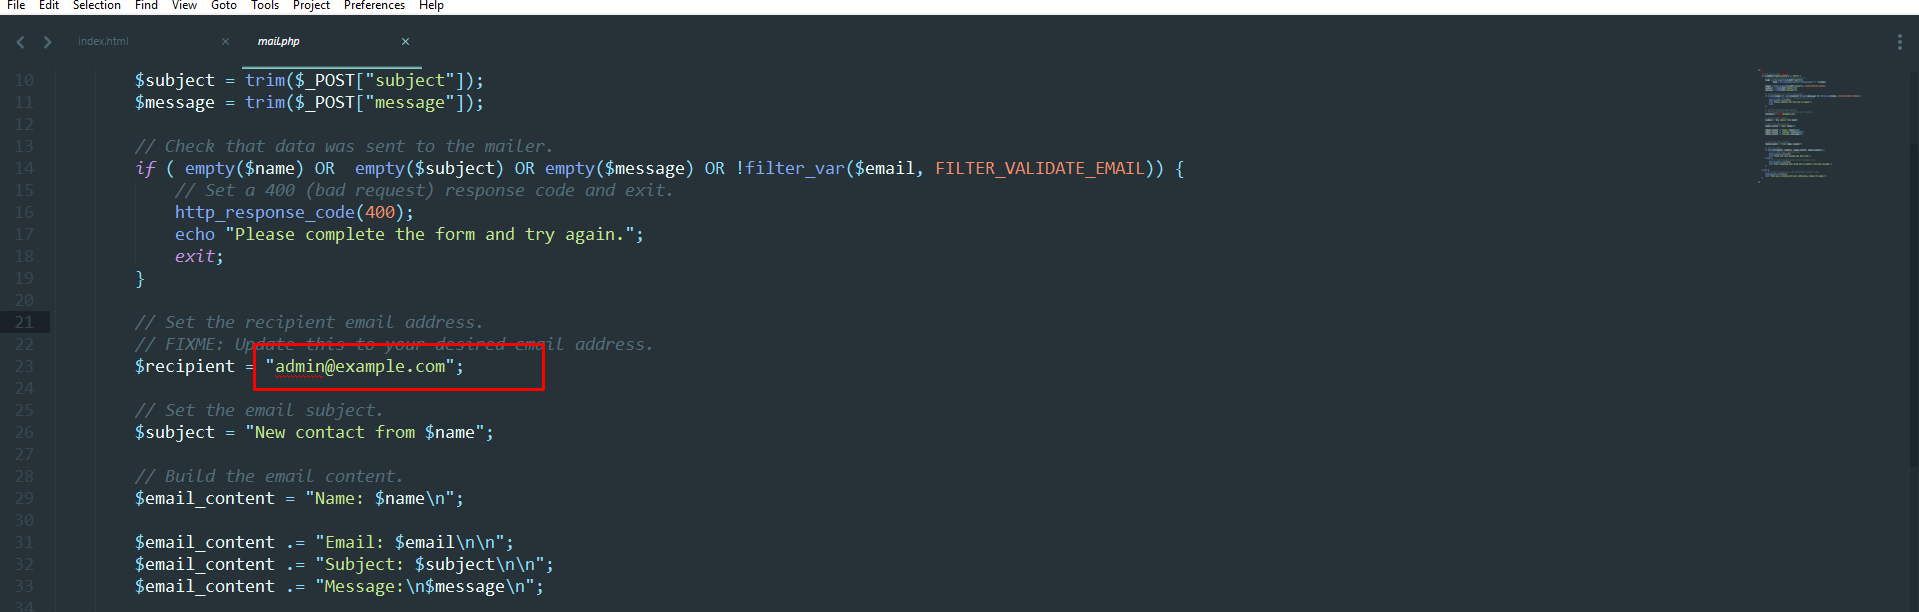 File Edit Selection Find View Goto Tools Project Preferences Help
index.html × mail.php ×
10 $subject = trim($_POST["subject"]);
11 $message = trim($_POST["message"]);
12
13 // Check that data was sent to the mailer.
14 if ( empty($name) OR  empty($subject) OR empty($message) OR !filter_var($email, FILTER_VALIDATE_EMAIL)) {
15 // Set a 400 (bad request) response code and exit.
16 http_response_code(400);
17 echo "Please complete the form and try again.";
18 exit;
19 }
20
21 // Set the recipient email address.
22 // FIXME: Update this to your desired email address.
23 $recipient = "admin@example.com";
24
25 // Set the email subject.
26 $subject = "New contact from $name";
27
28 // Build the email content.
29 $email_content = "Name: $name\n";
30
31 $email_content .= "Email: $email\n\n";
32 $email_content .= "Subject: $subject\n\n";
33 $email_content .= "Message:\n$message\n";
34